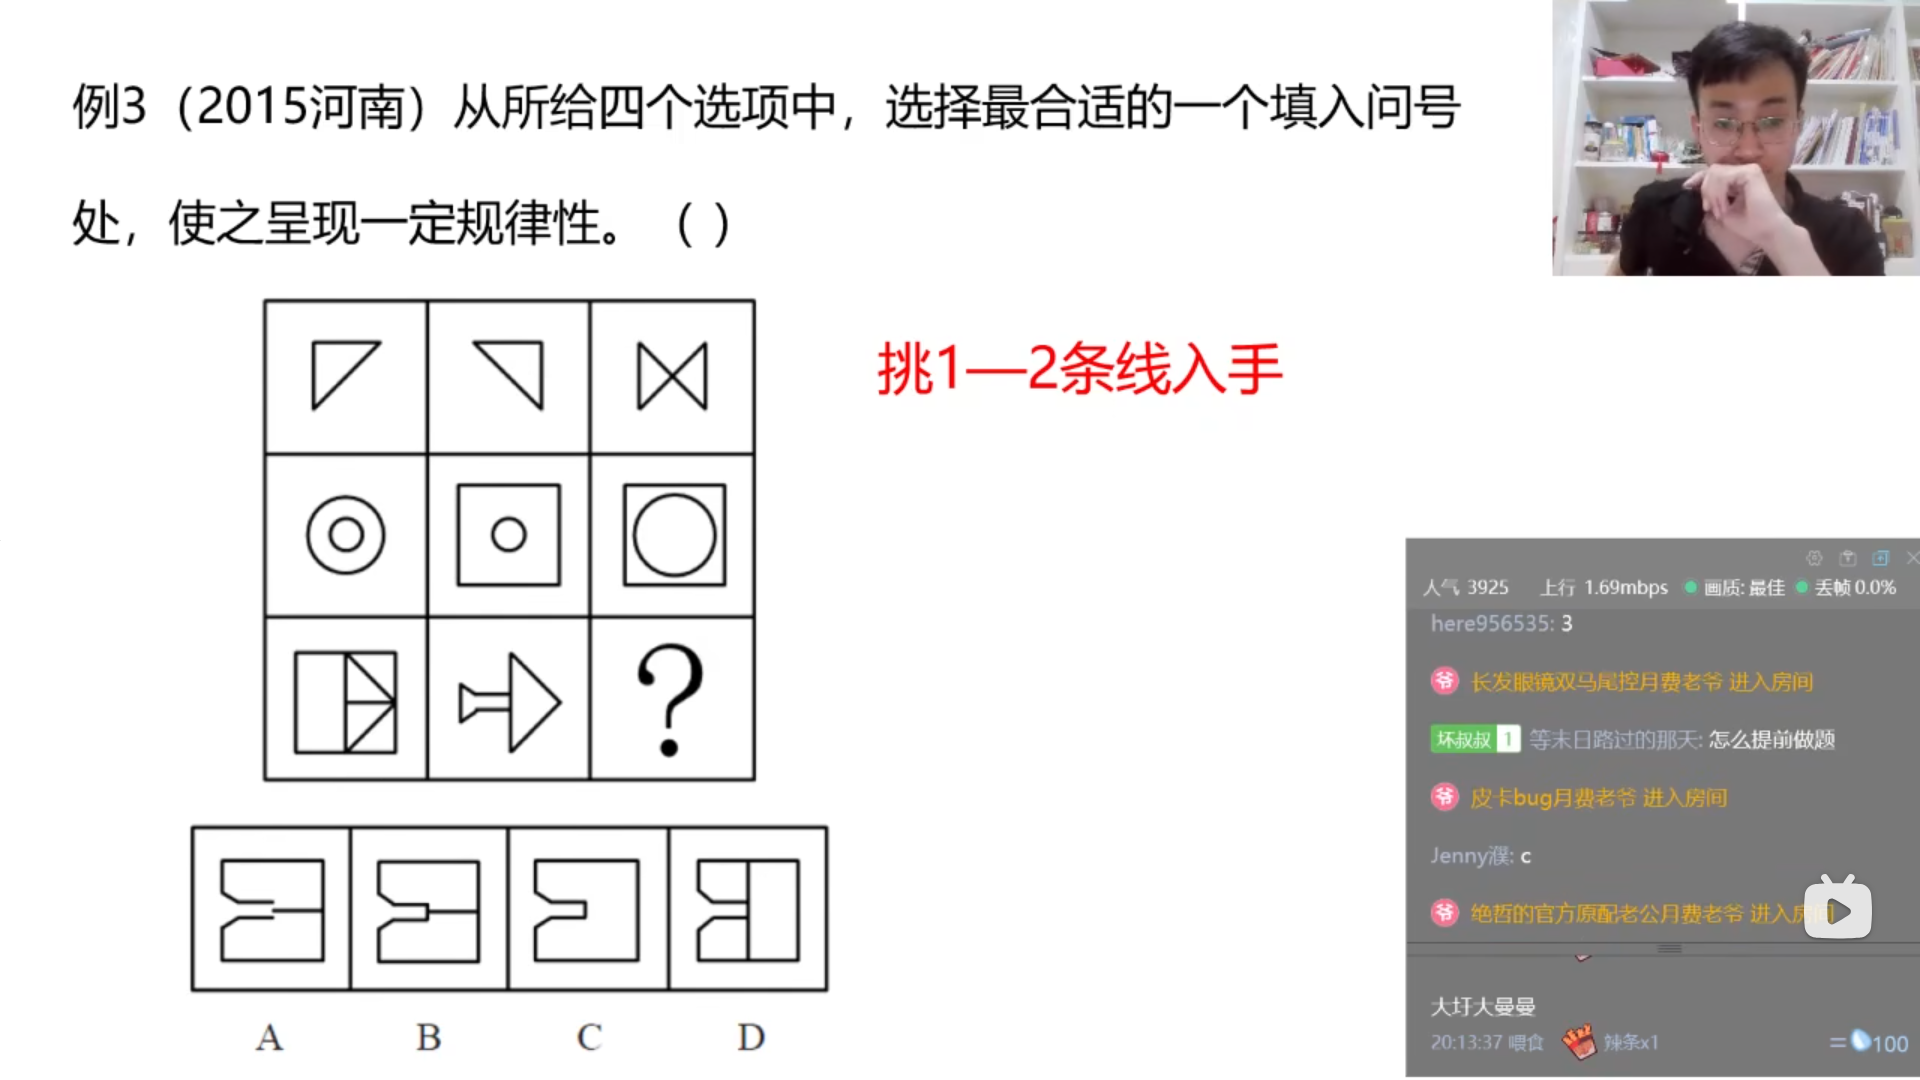 例3（2015河南）从所给四个选项中，选择最合适的一个填入问号
处，使之呈现一定规律性。（ ）
挑1—2条线入手
?
A B C D
人气 3925 上行 1.69mbps 画质: 最佳 丢帧 0.0%
here956535: 3
爷 长发眼镜双马尾控月费老爷 进入房间
坏叔叔 1 等末日路过的那天: 怎么提前做题
爷 皮卡bug月费老爷 进入房间
Jenny濮: c
爷 绝哲的官方原配老公月费老爷 进入房间
大圩大曼曼
20:13:37 喂食 辣条x1 =100